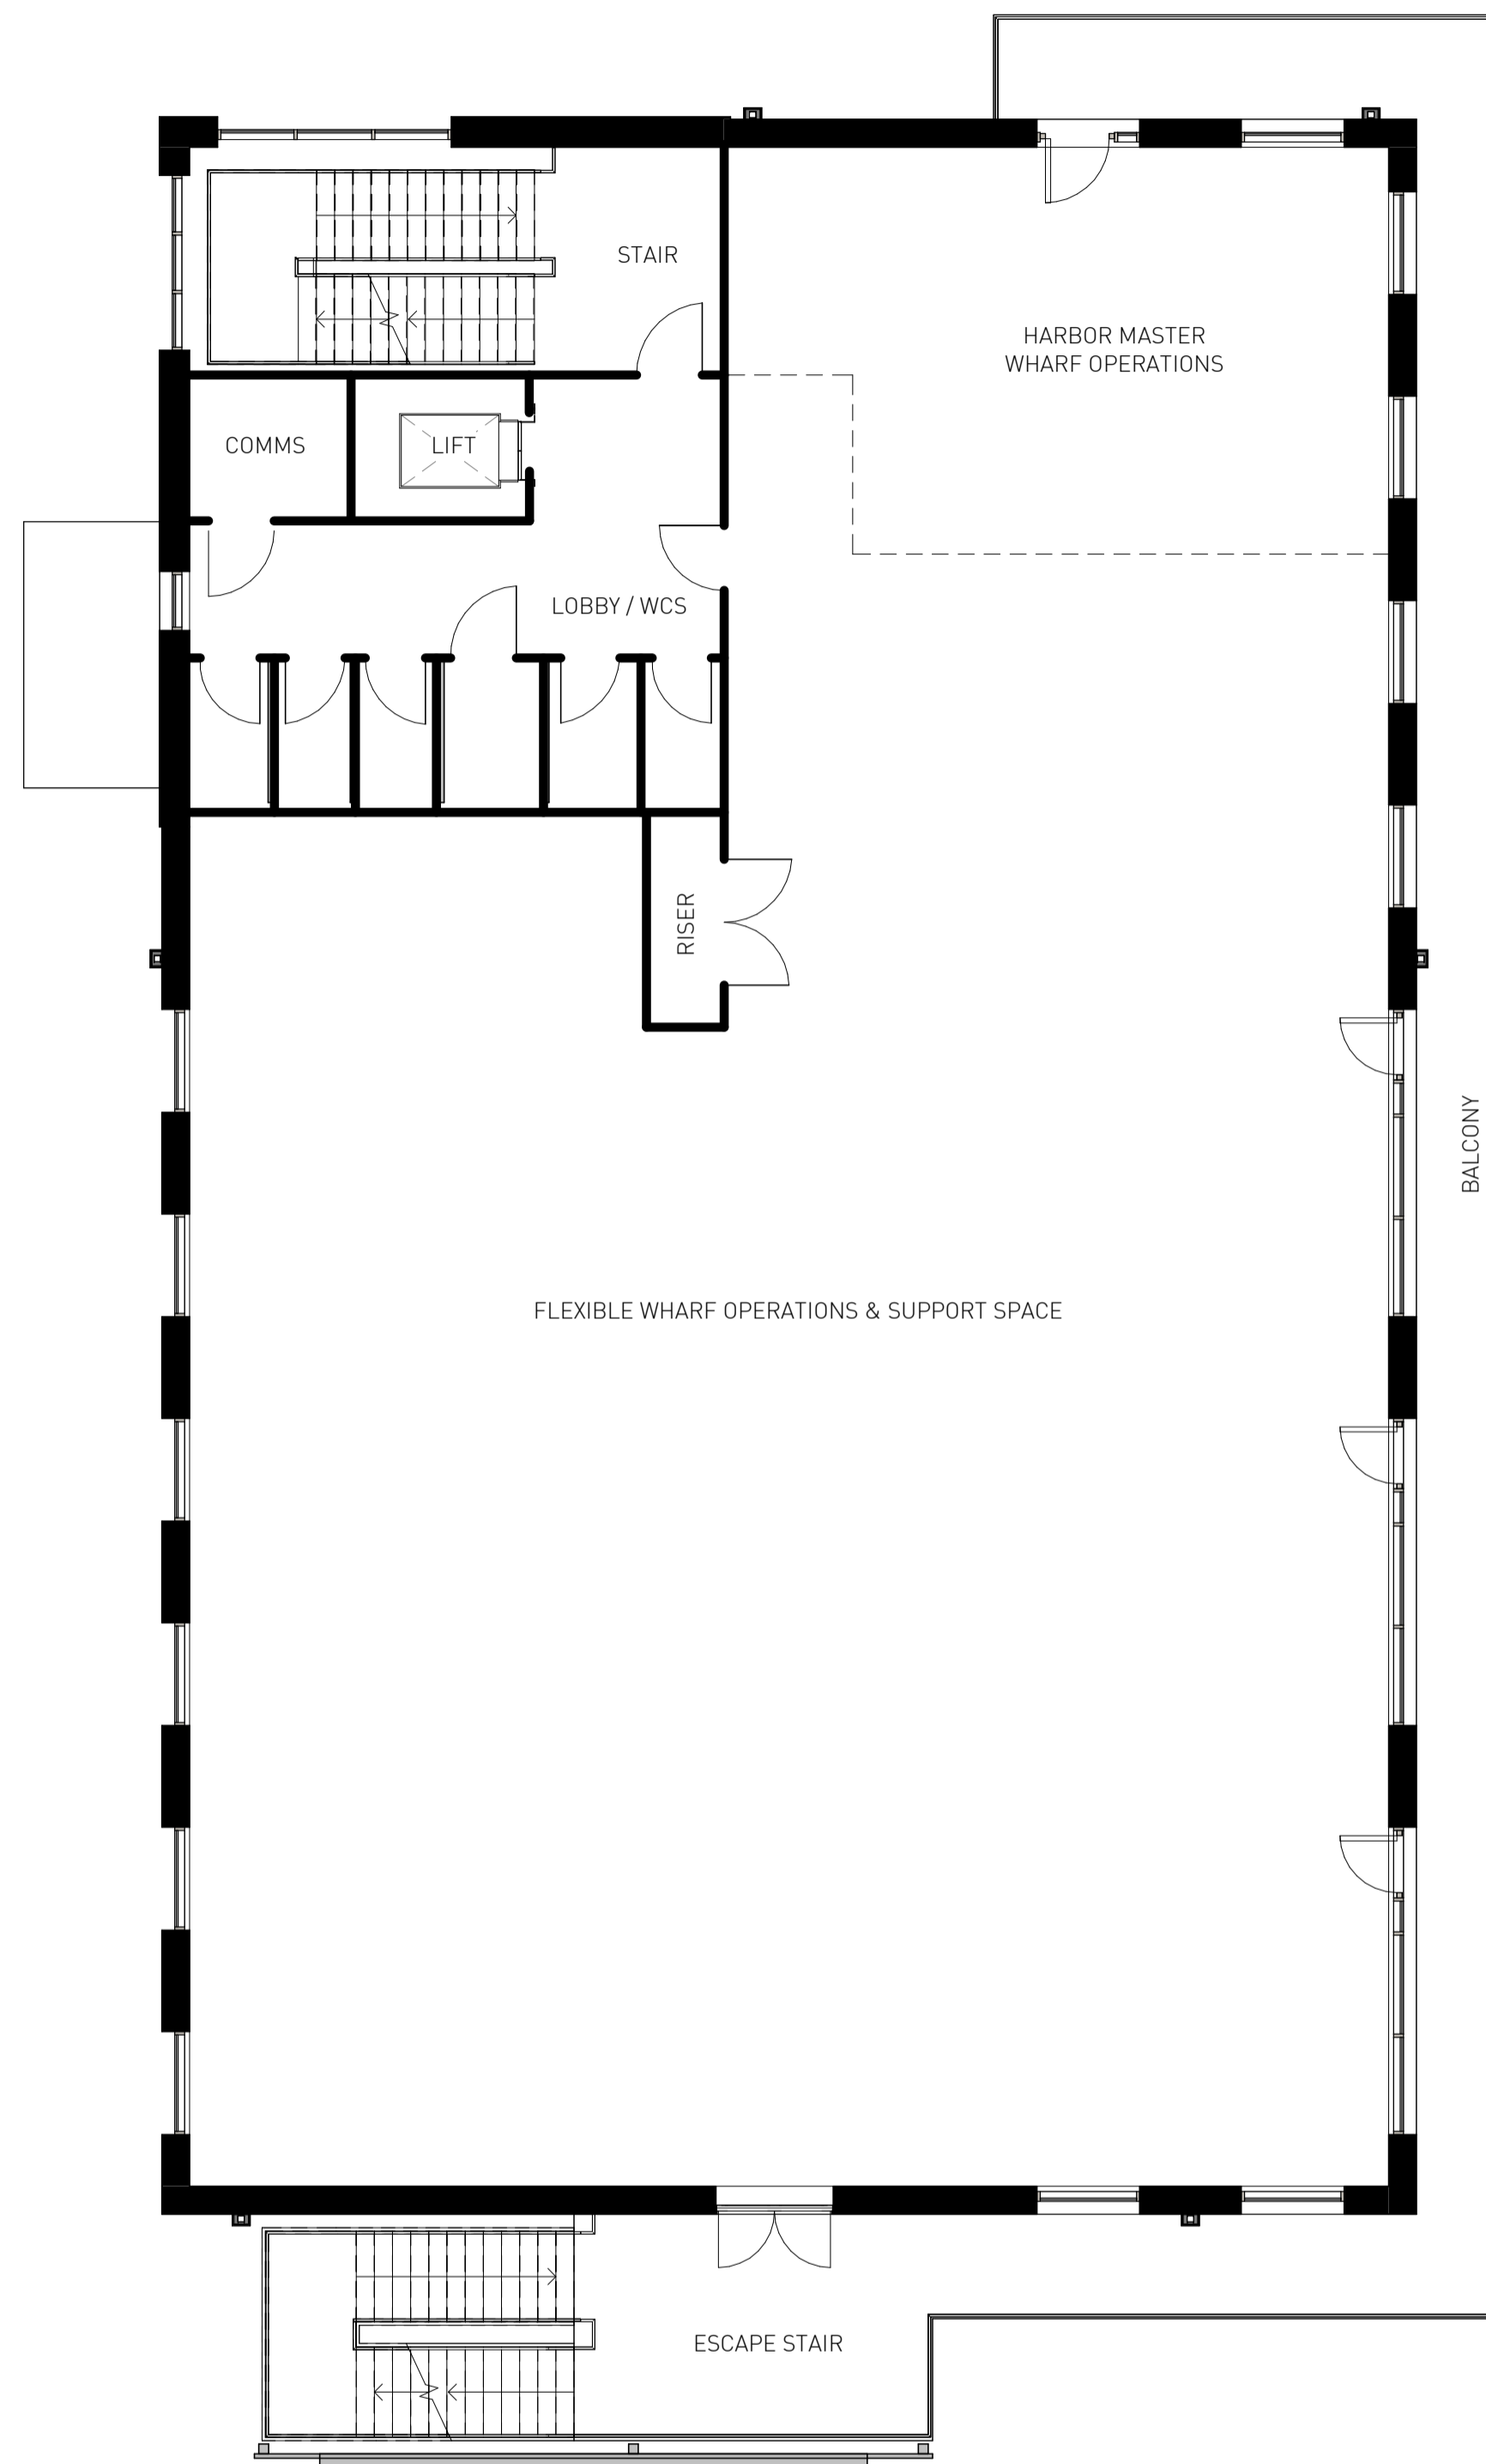 STAIR
HARBOR MASTER
WHARF OPERATIONS
COMMS
LIFT
LOBBY / WCS
RISER
BALCONY
FLEXIBLE WHARF OPERATIONS & SUPPORT SPACE
ESCAPE STAIR